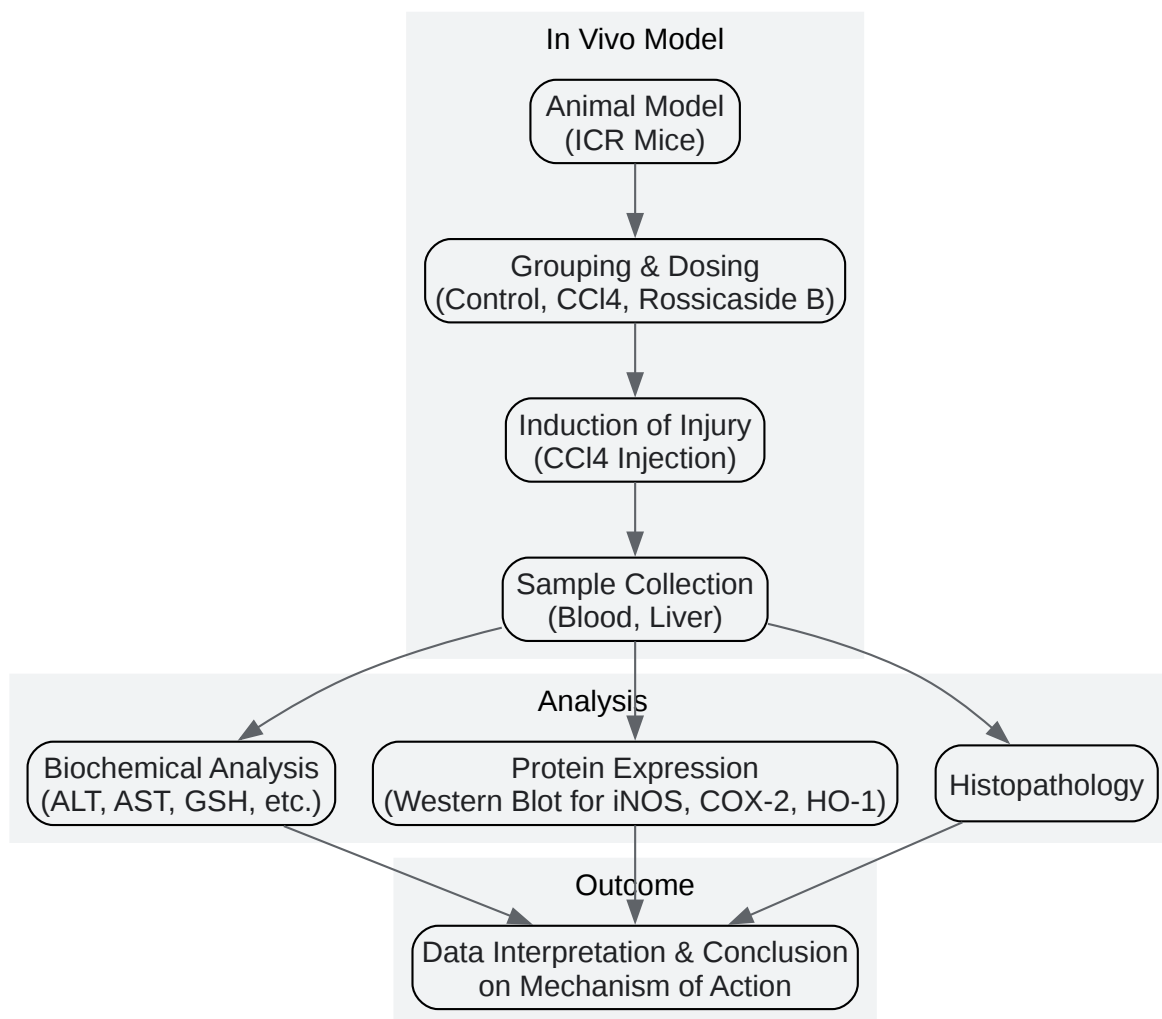 In Vivo Model
Animal Model
(ICR Mice)
Grouping & Dosing
(Control, CCl4, Rossicaside B)
Induction of Injury
(CCl4 Injection)
Sample Collection
(Blood, Liver)
Analysis
Biochemical Analysis
(ALT, AST, GSH, etc.)
Protein Expression
(Western Blot for iNOS, COX-2, HO-1)
Histopathology
Outcome
Data Interpretation & Conclusion
on Mechanism of Action